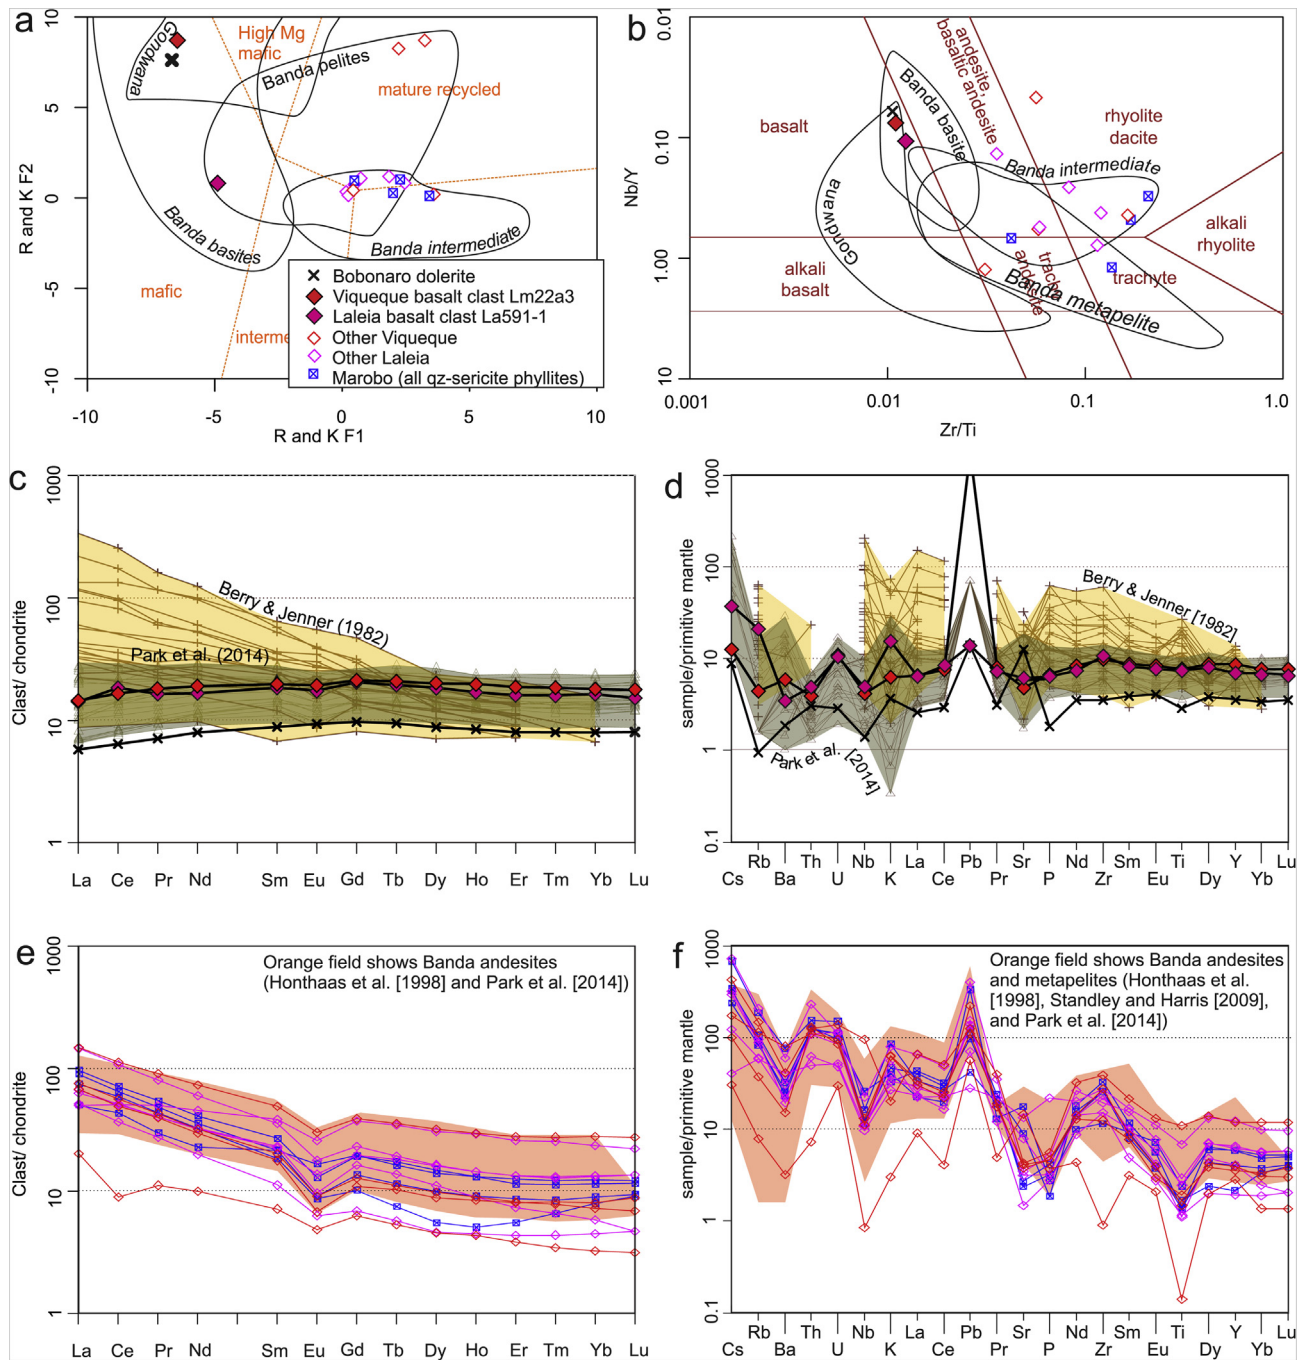 a
10
5
0
-5
-10
R and K F2
Gondwana
High Mg
mafic
Banda pelites
mature recycled
Banda basites
Banda intermediate
mafic
interme
Bobonaro dolerite
Viqueque basalt clast Lm22a3
Laleia basalt clast La591-1
Other Viqueque
Other Laleia
Marobo (all qz-sericite phyllites)
-10
-5
0
5
10
R and K F1
b
0.01
0.10
1.00
10
Nb/Y
basalt
andesite,
basaltic andesite
Banda basite
rhyolite
dacite
Banda intermediate
Gondwana
alkali
rhyolite
alkali
basalt
trachy
andesite
trachyte
Banda metapelite
0.001
0.01
0.1
1.0
Zr/Ti
c
1000
100
10
1
Clast/ chondrite
Berry & Jenner (1982)
Park et al. (2014)
La
Ce
Pr
Nd
Sm
Eu
Gd
Tb
Dy
Ho
Er
Tm
Yb
Lu
d
1000
100
10
1
0.1
sample/primitive mantle
Berry & Jenner [1982]
Park et al. [2014]
Cs
Rb
Ba
Th
U
Nb
K
La
Ce
Pb
Pr
Sr
P
Nd
Zr
Sm
Eu
Ti
Dy
Y
Yb
Lu
e
1000
100
10
1
Clast/ chondrite
Orange field shows Banda andesites
(Honthaas et al. [1998] and Park et al. [2014])
La
Ce
Pr
Nd
Sm
Eu
Gd
Tb
Dy
Ho
Er
Tm
Yb
Lu
f
1000
100
10
1
0.1
sample/primitive mantle
Orange field shows Banda andesites
and metapelites (Honthaas et al.
[1998], Standley and Harris [2009],
and Park et al. [2014])
Cs
Rb
Ba
Th
U
Nb
K
La
Ce
Pb
Pr
Sr
P
Nd
Zr
Sm
Eu
Ti
Dy
Y
Yb
Lu